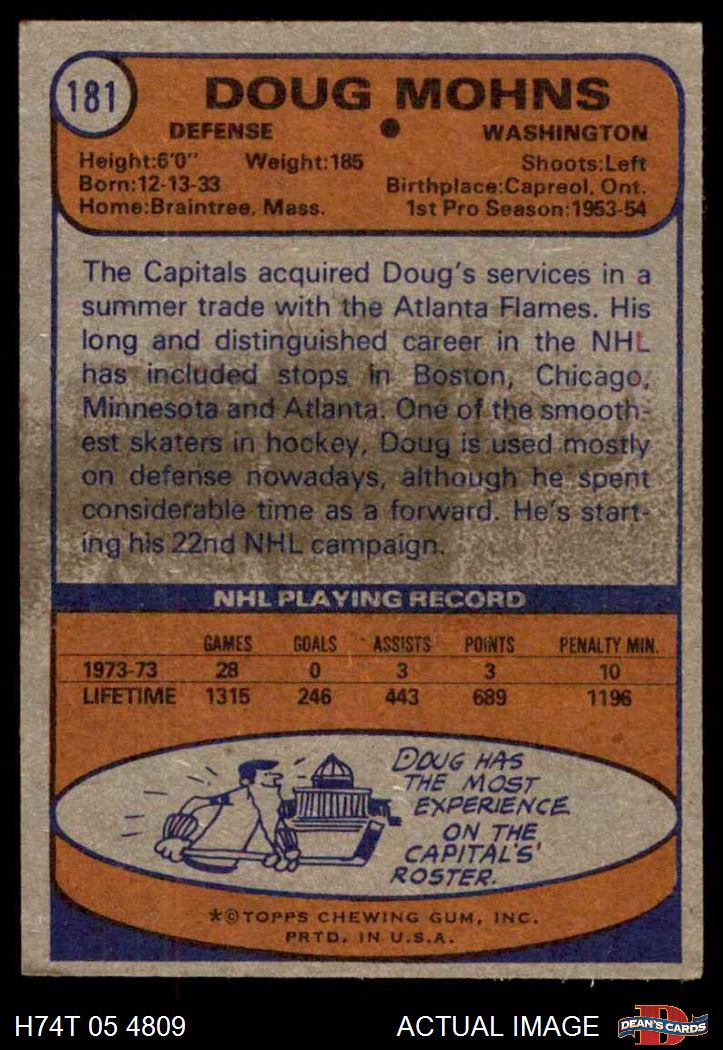 181
DOUG MOHNS
DEFENSE • WASHINGTON
Height:6'0" Weight:185 Shoots:Left
Born:12-13-33 Birthplace:Capreol, Ont.
Home:Braintree, Mass. 1st Pro Season:1953-54
The Capitals acquired Doug's services in a
summer trade with the Atlanta Flames. His
long and distinguished career in the NHL
has included stops in Boston, Chicago,
Minnesota and Atlanta. One of the smooth-
est skaters in hockey, Doug is used mostly
on defense nowadays, although he spent
considerable time as a forward. He's start-
ing his 22nd NHL campaign.
NHL PLAYING RECORD
GAMES GOALS ASSISTS POINTS PENALTY MIN.
1973-73 28 0 3 3 10
LIFETIME 1315 246 443 689 1196
DOUG HAS
THE MOST
EXPERIENCE
ON THE
CAPITAL'S'
ROSTER.
*©TOPPS CHEWING GUM, INC.
PRTD. IN U.S.A.
H74T 05 4809 ACTUAL IMAGE D DEAN'S CARDS